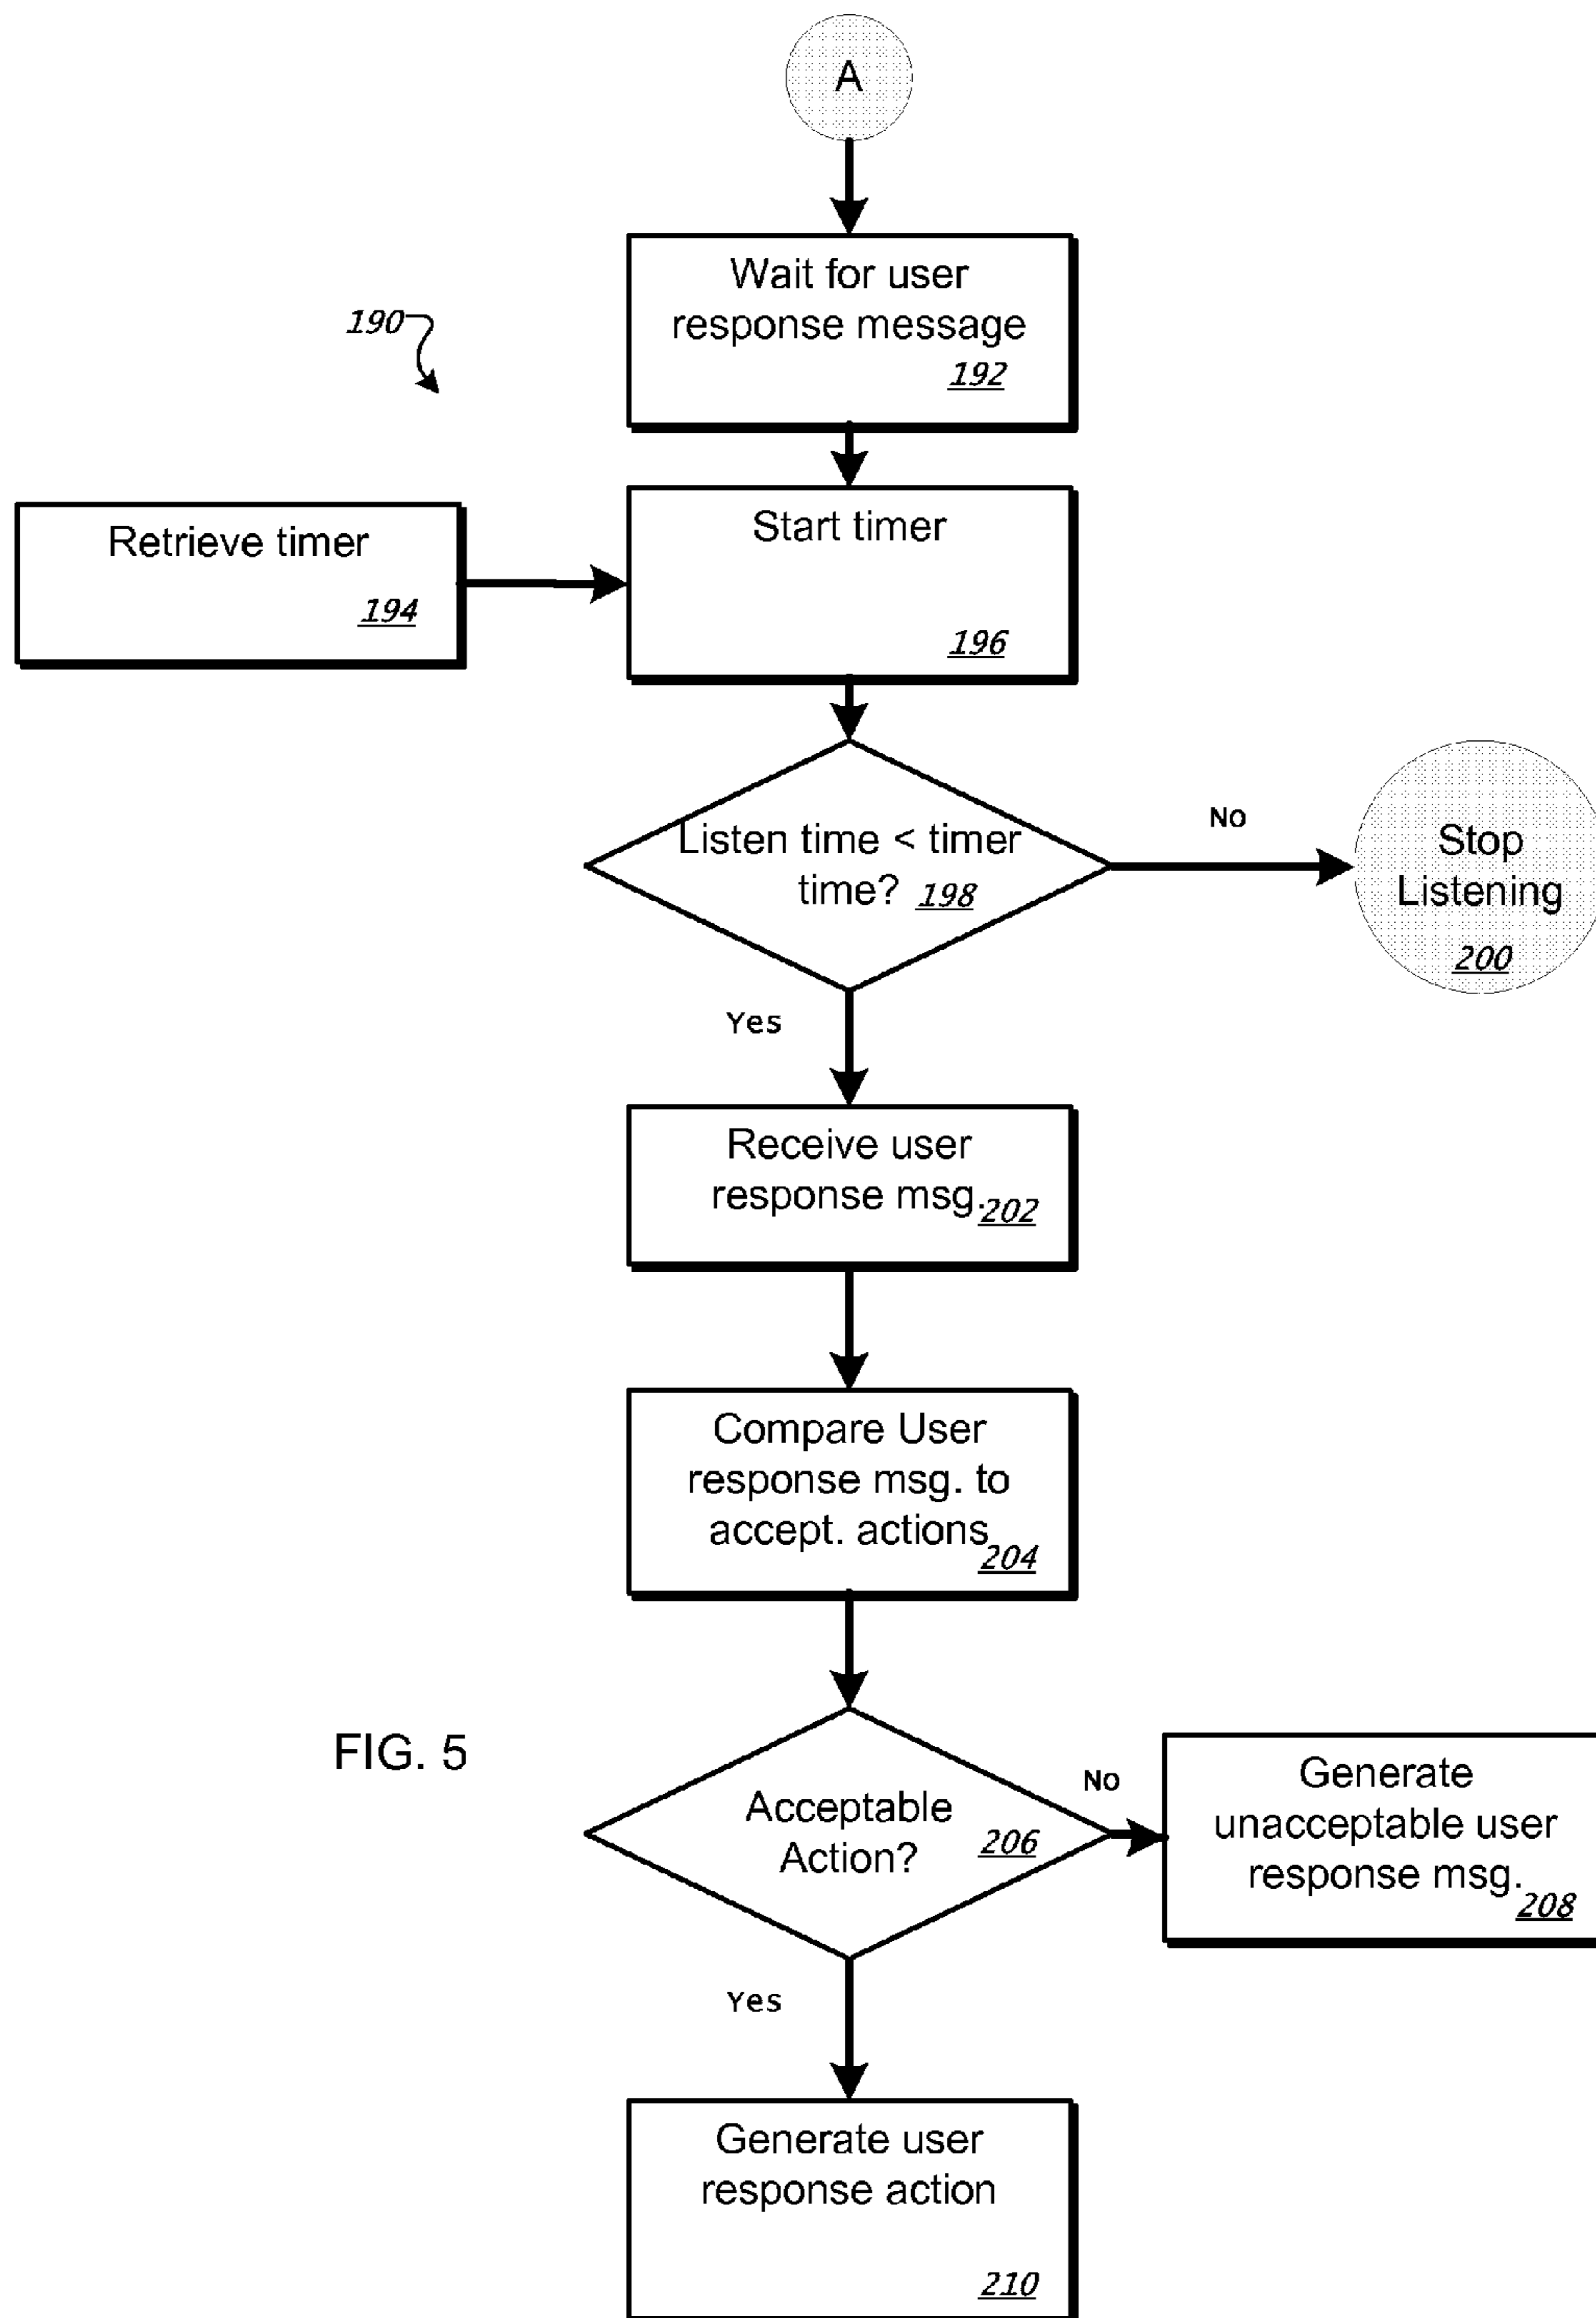 A
Wait for user
response message
192
190
Retrieve timer
194
Start timer
196
Listen time < timer
time? 198
No
Stop
Listening
200
Yes
Receive user
response msg. 202
Compare User
response msg. to
accept. actions 204
FIG. 5
Acceptable
Action? 206
No
Generate
unacceptable user
response msg. 208
Yes
Generate user
response action
210